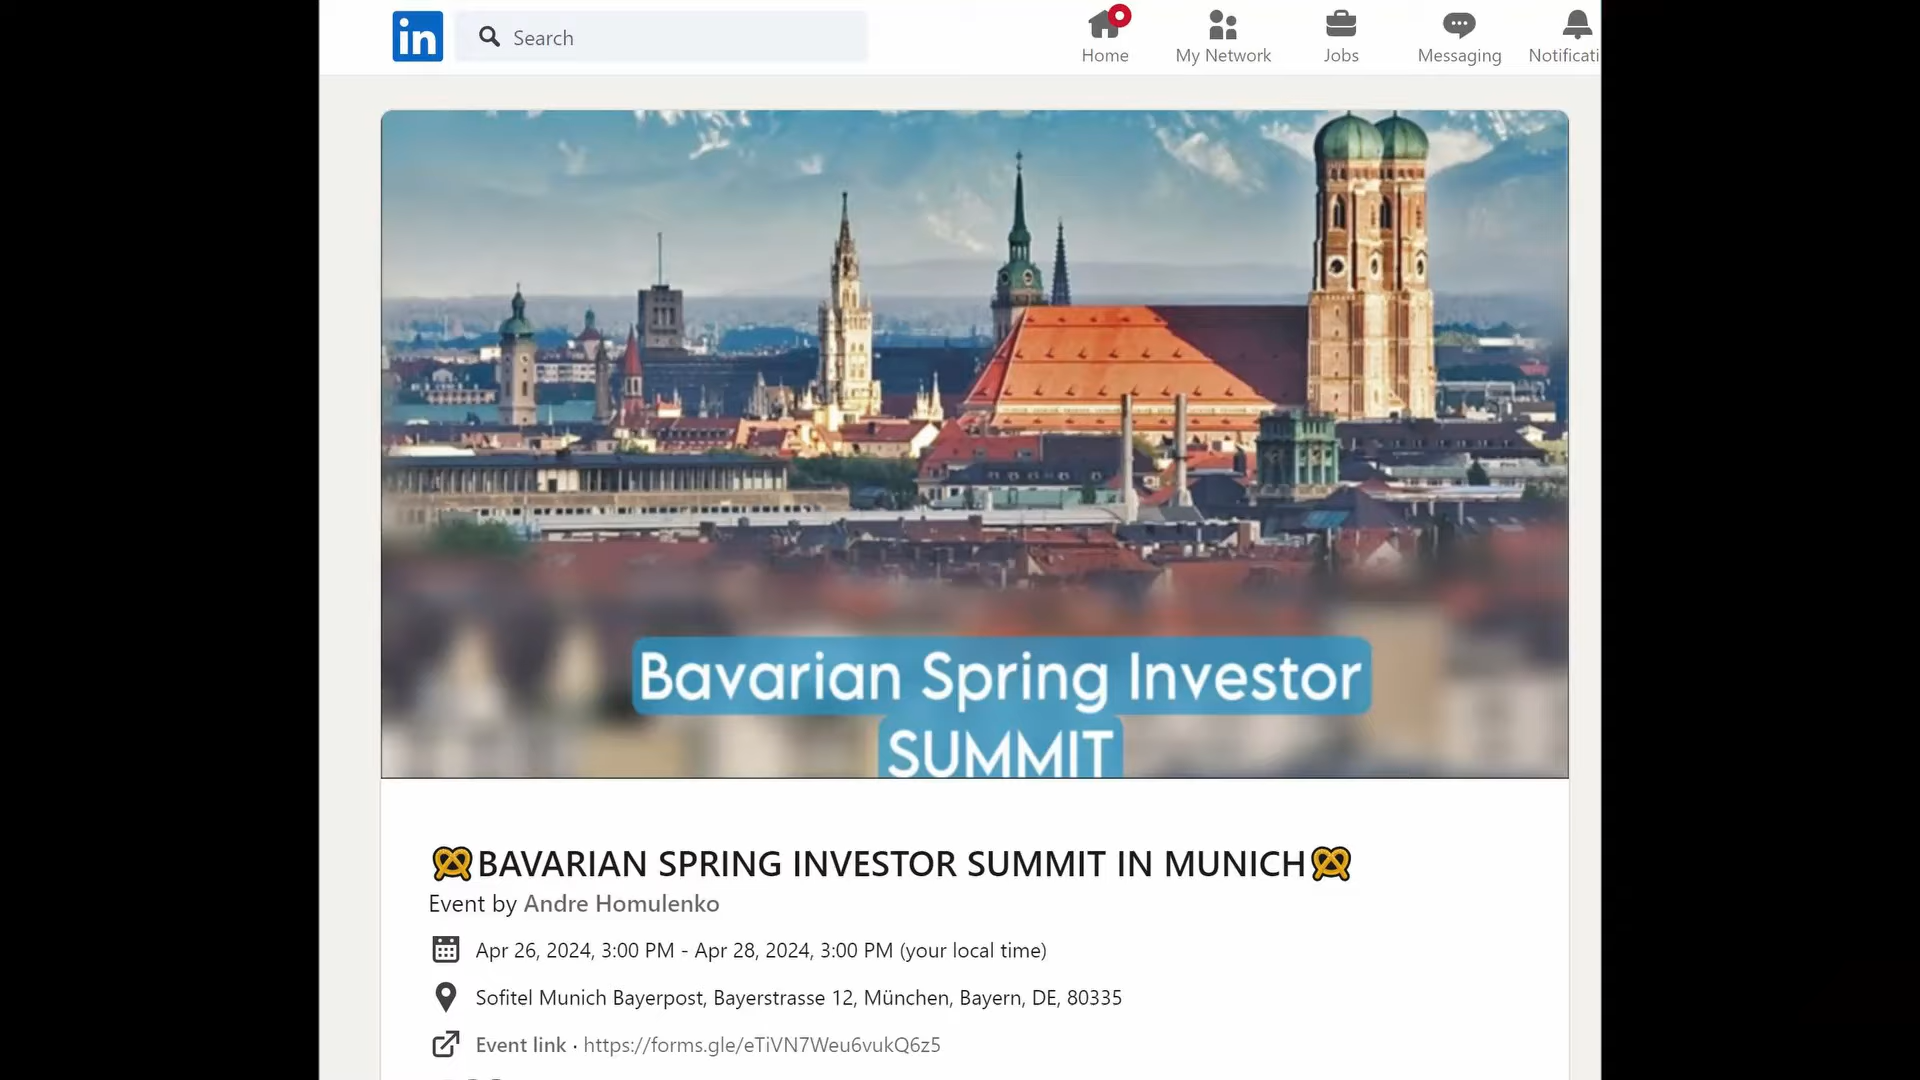 in
Search
Home
My Network
Jobs
Messaging
Notificati
Bavarian Spring Investor
SUMMIT
🥨BAVARIAN SPRING INVESTOR SUMMIT IN MUNICH🥨
Event by Andre Homulenko
Apr 26, 2024, 3:00 PM - Apr 28, 2024, 3:00 PM (your local time)
Sofitel Munich Bayerpost, Bayerstrasse 12, München, Bayern, DE, 80335
Event link · https://forms.gle/eTiVN7Weu6vukQ6z5